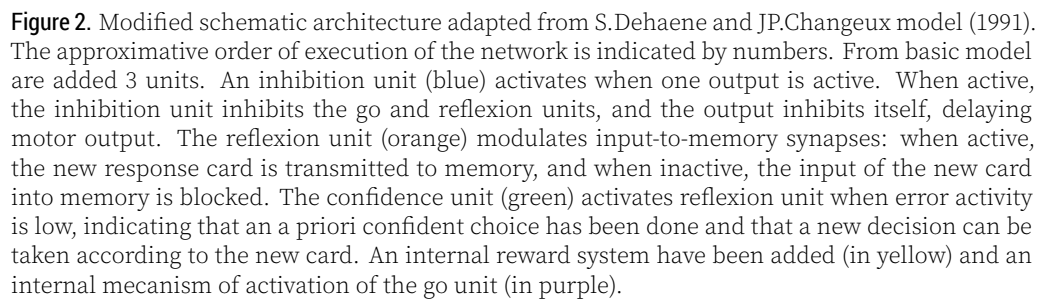 Figure 2. Modified schematic architecture adapted from S.Dehaene and JP.Changeux model (1991).
The approximative order of execution of the network is indicated by numbers. From basic model
are added 3 units. An inhibition unit (blue) activates when one output is active. When active,
the inhibition unit inhibits the go and reflexion units, and the output inhibits itself, delaying
motor output. The reflexion unit (orange) modulates input-to-memory synapses: when active,
the new response card is transmitted to memory, and when inactive, the input of the new card
into memory is blocked. The confidence unit (green) activates reflexion unit when error activity
is low, indicating that an a priori confident choice has been done and that a new decision can be
taken according to the new card. An internal reward system have been added (in yellow) and an
internal mecanism of activation of the go unit (in purple).